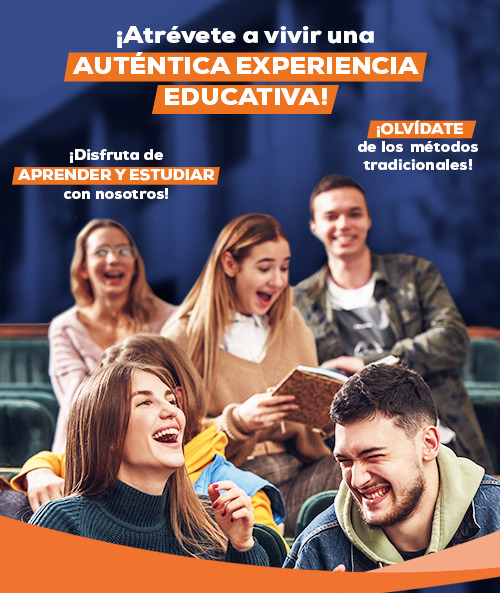 ¡Atrévete a vivir una
AUTÉNTICA EXPERIENCIA
EDUCATIVA!
¡Disfruta de
APRENDER Y ESTUDIAR
con nosotros!
¡OLVÍDATE
de los métodos
tradicionales!